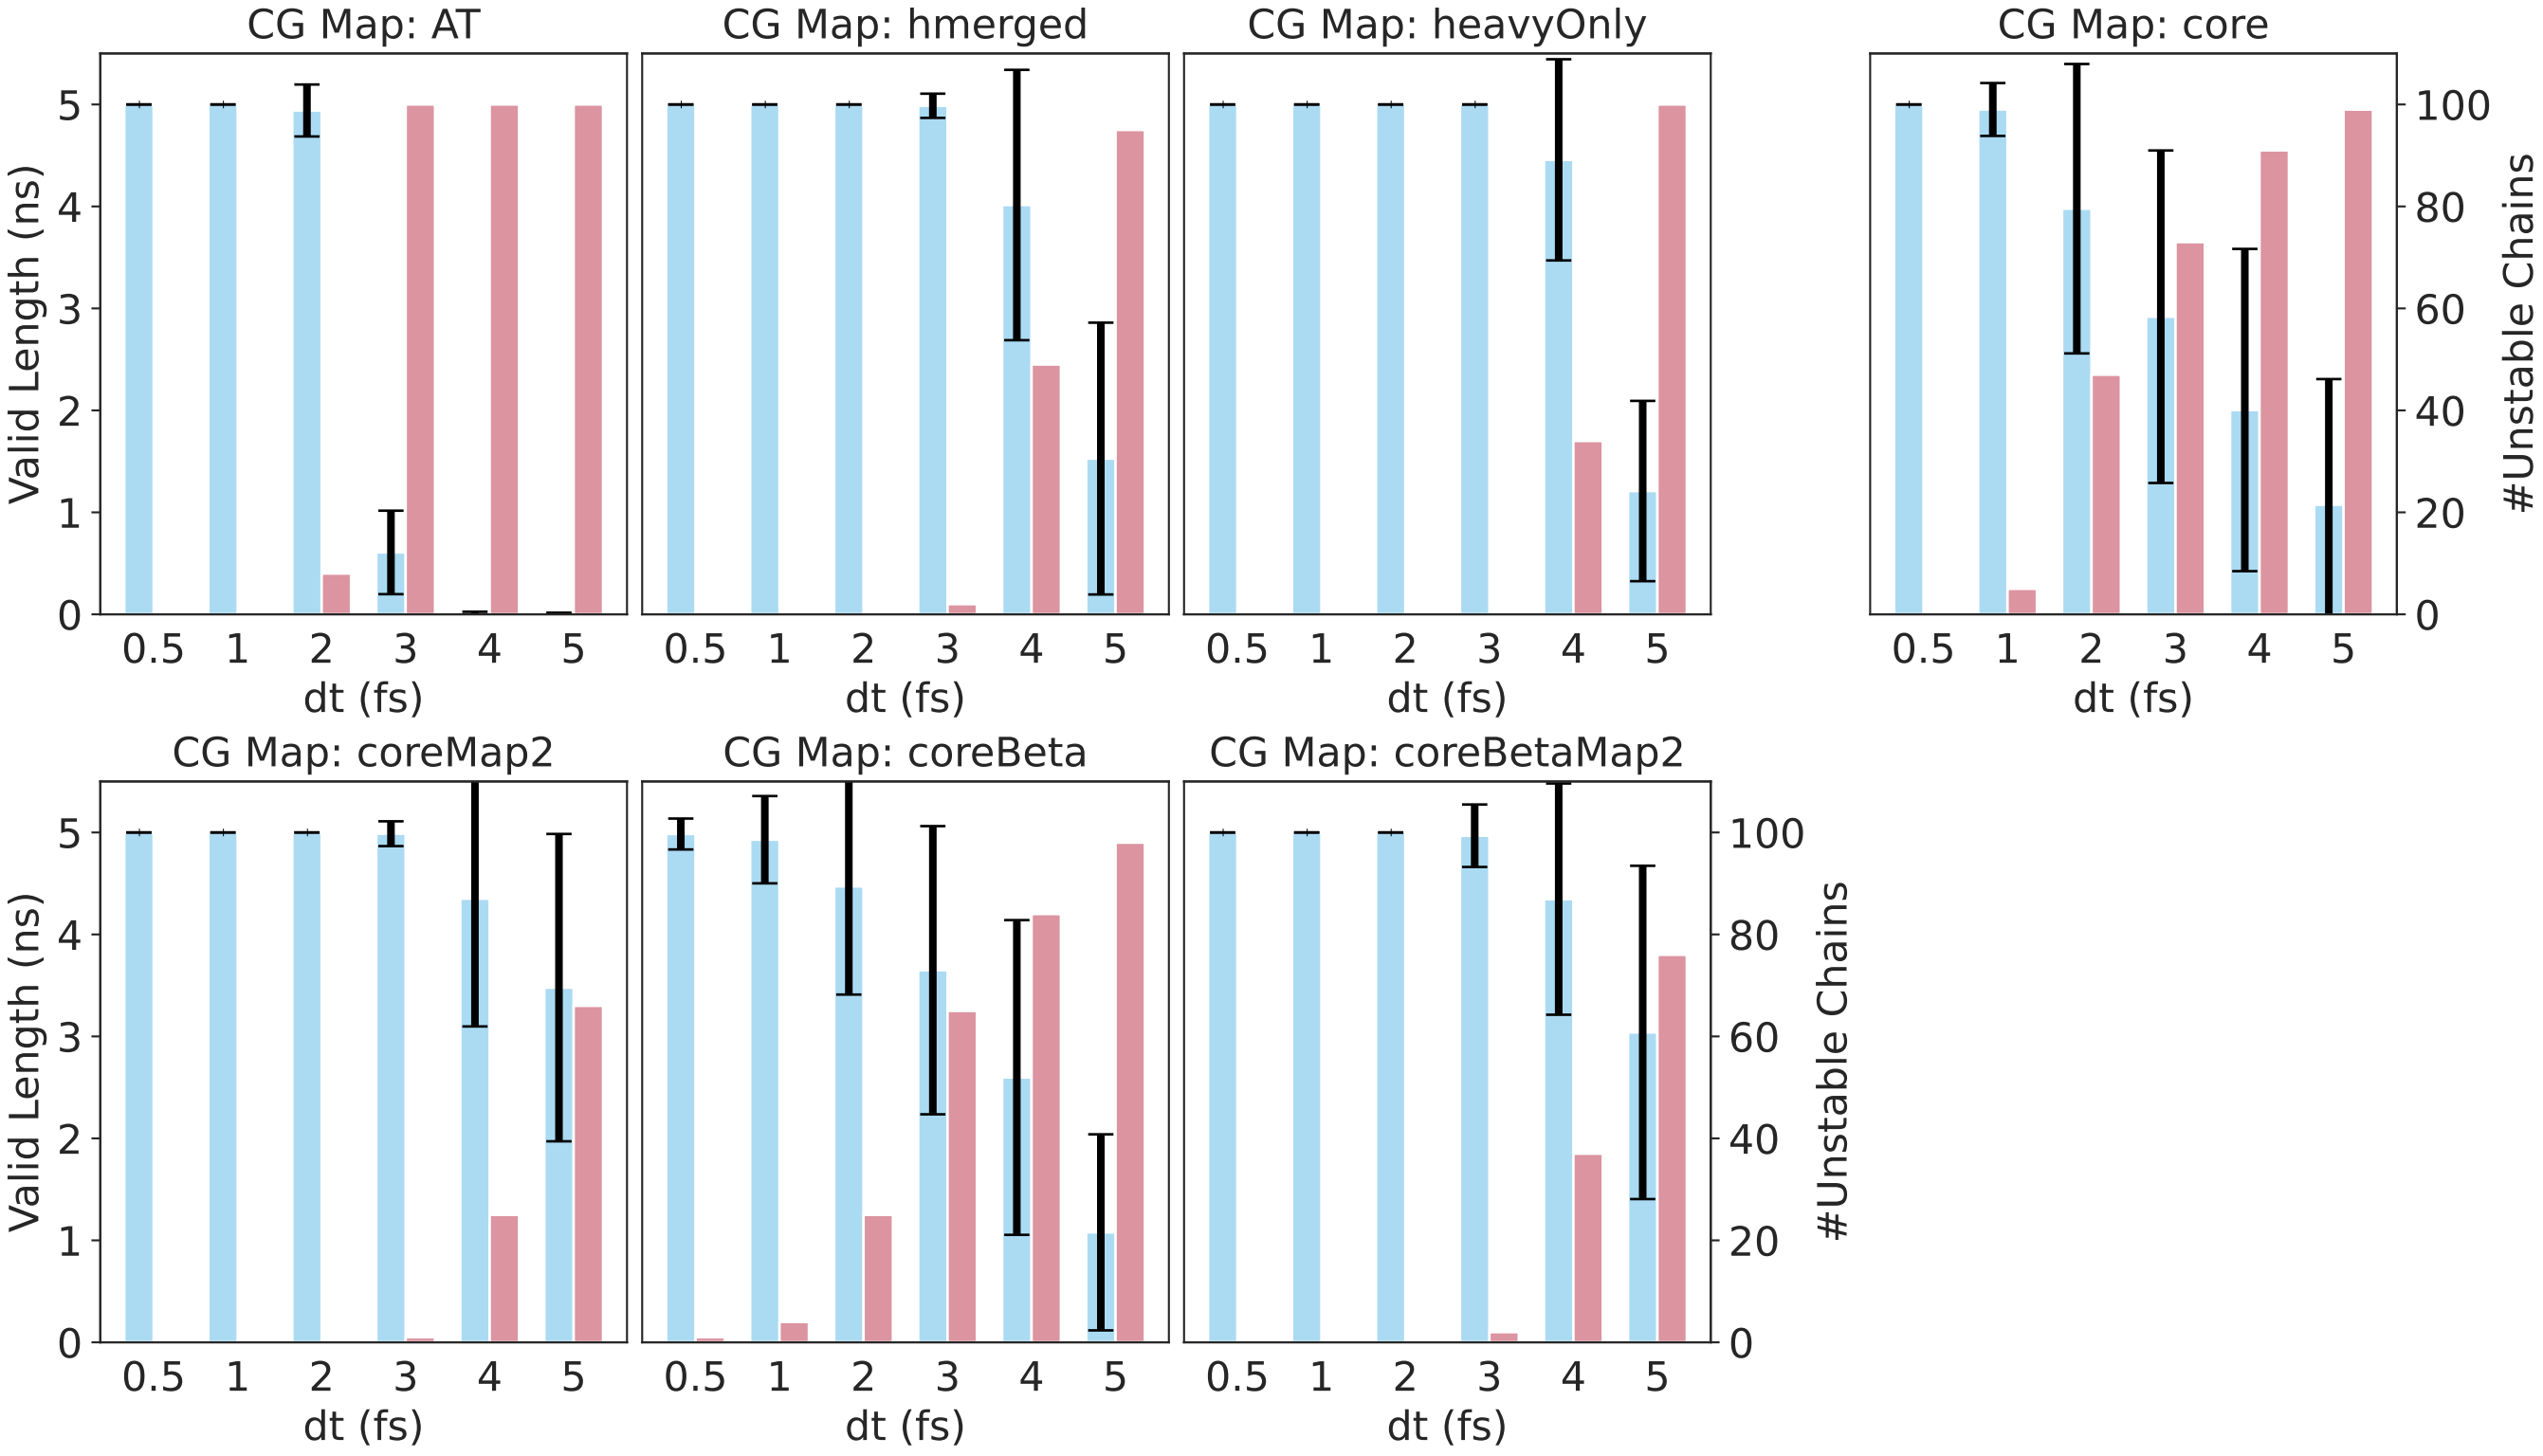 CG Map: AT
CG Map: hmerged
CG Map: heavyOnly
CG Map: core
Valid Length (ns)
5
4
3
2
1
0
100
80
60
40
20
0
#Unstable Chains
0.5 1 2 3 4 5
0.5 1 2 3 4 5
0.5 1 2 3 4 5
0.5 1 2 3 4 5
dt (fs)
dt (fs)
dt (fs)
dt (fs)
CG Map: coreMap2
CG Map: coreBeta
CG Map: coreBetaMap2
Valid Length (ns)
5
4
3
2
1
0
100
80
60
40
20
0
#Unstable Chains
0.5 1 2 3 4 5
0.5 1 2 3 4 5
0.5 1 2 3 4 5
dt (fs)
dt (fs)
dt (fs)